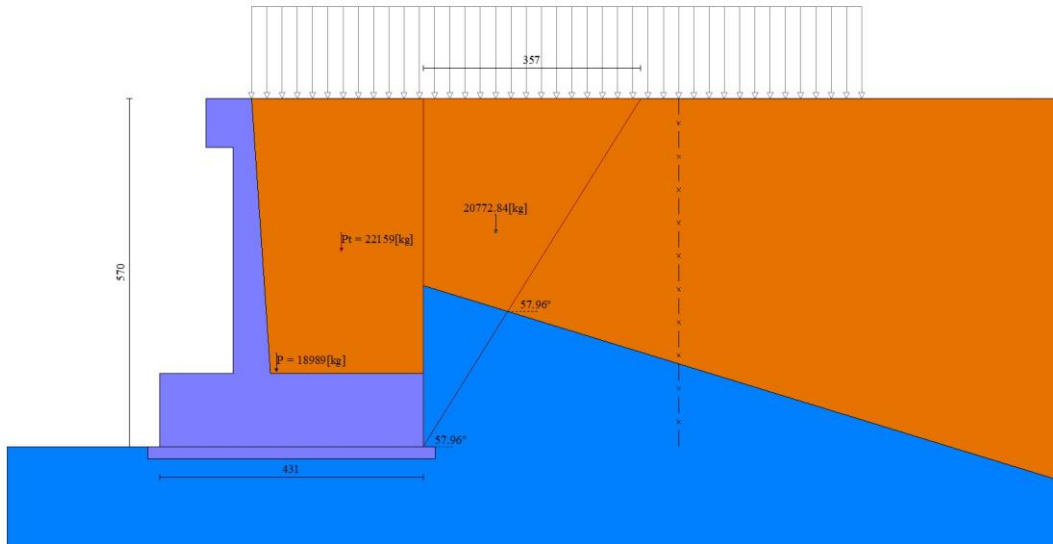 357
20772.84[kg]
Pt = 22159[kg]
570
57.96°
P = 18989[kg]
57.96°
431